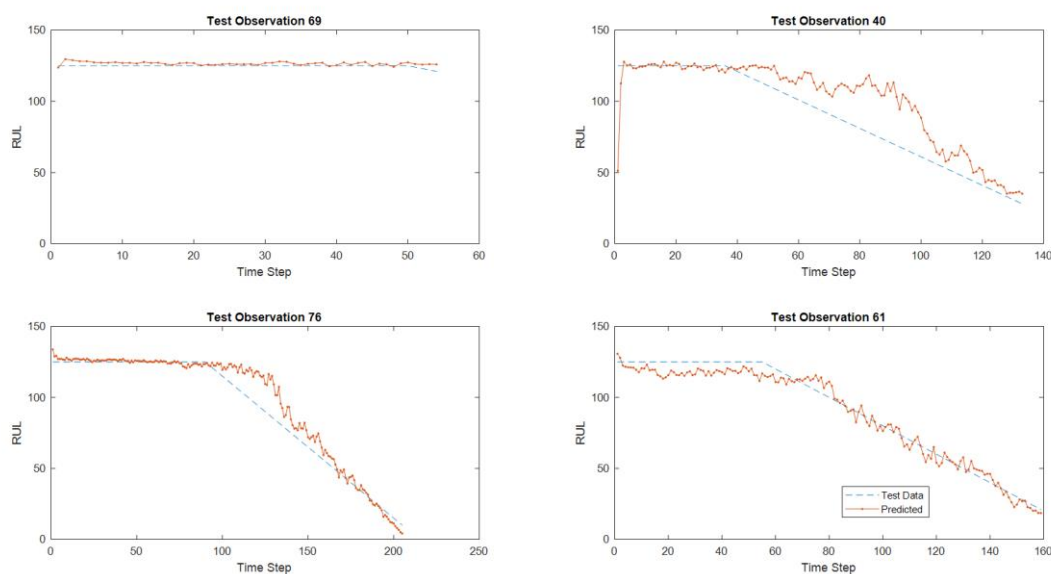 Test Observation 69
150
100
50
0
RUL
0 10 20 30 40 50 60
Time Step
Test Observation 40
150
100
50
0
RUL
0 20 40 60 80 100 120 140
Time Step
Test Observation 76
150
100
50
0
RUL
0 50 100 150 200 250
Time Step
Test Observation 61
150
100
50
0
RUL
Test Data
Predicted
0 20 40 60 80 100 120 140 160
Time Step